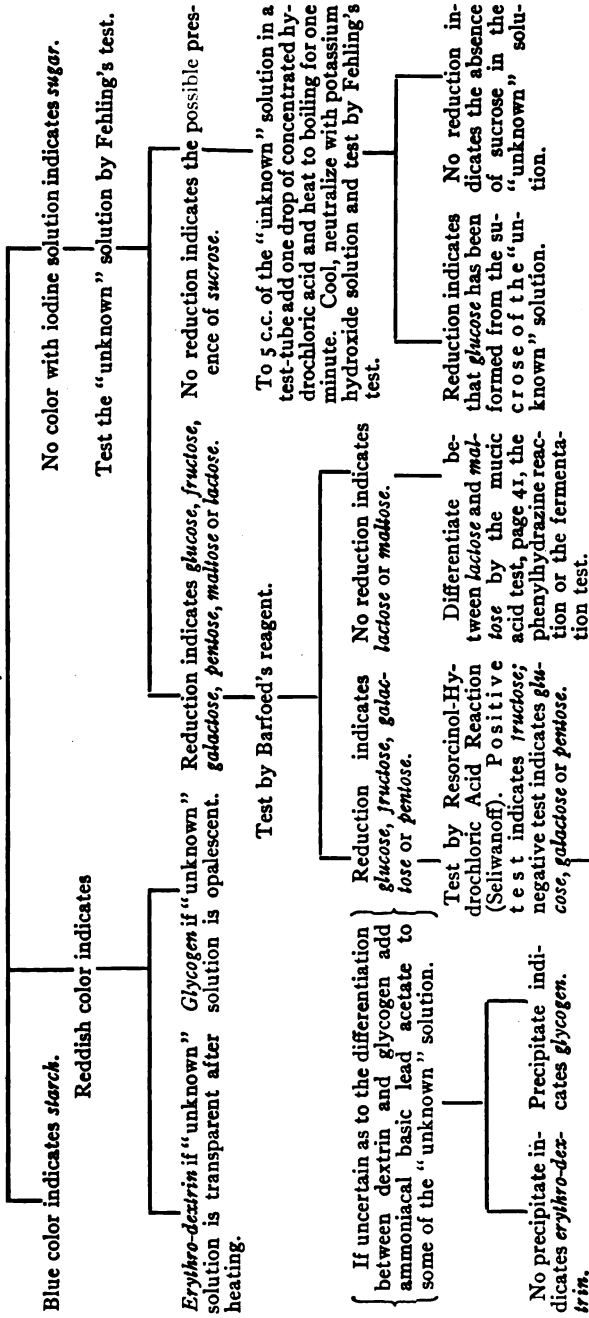 Blue color indicates starch.
Reddish color indicates
Erythro-dextrin if "unknown"
solution is transparent after
heating.
Glycogen if "unknown"
solution is opalescent.
{ If uncertain as to the differentiation
between dextrin and glycogen add
ammoniacal basic lead acetate to
some of the "unknown" solution. }
No precipitate in-
dicates erythro-dex-
trin.
Precipitate indi-
cates glycogen.
No color with iodine solution indicates sugar.
Test the "unknown" solution by Fehling's test.
Reduction indicates glucose, fructose,
galactose, pentose, maltose or lactose.
Test by Barfoed's reagent.
Reduction indicates
glucose, fructose, galac-
tose or pentose.
Test by Resorcinol-Hy-
drochloric Acid Reaction
(Seliwanoff). Positive
test indicates fructose;
negative test indicates glu-
cose, galactose or pentose.
No reduction indicates
lactose or maltose.
Differentiate be-
tween lactose and mal-
tose by the mucic
acid test, page 41, the
phenylhydrazine reac-
tion or the fermenta-
tion test.
No reduction indicates the possible pres-
ence of sucrose.
To 5 c.c. of the "unknown" solution in a
test-tube add one drop of concentrated hy-
drochloric acid and heat to boiling for one
minute. Cool, neutralize with potassium
hydroxide solution and test by Fehling's
test.
Reduction indicates
that glucose has been
formed from the su-
crose of the "un-
known" solution.
No reduction in-
dicates the absence
of sucrose in the
"unknown" solu-
tion.